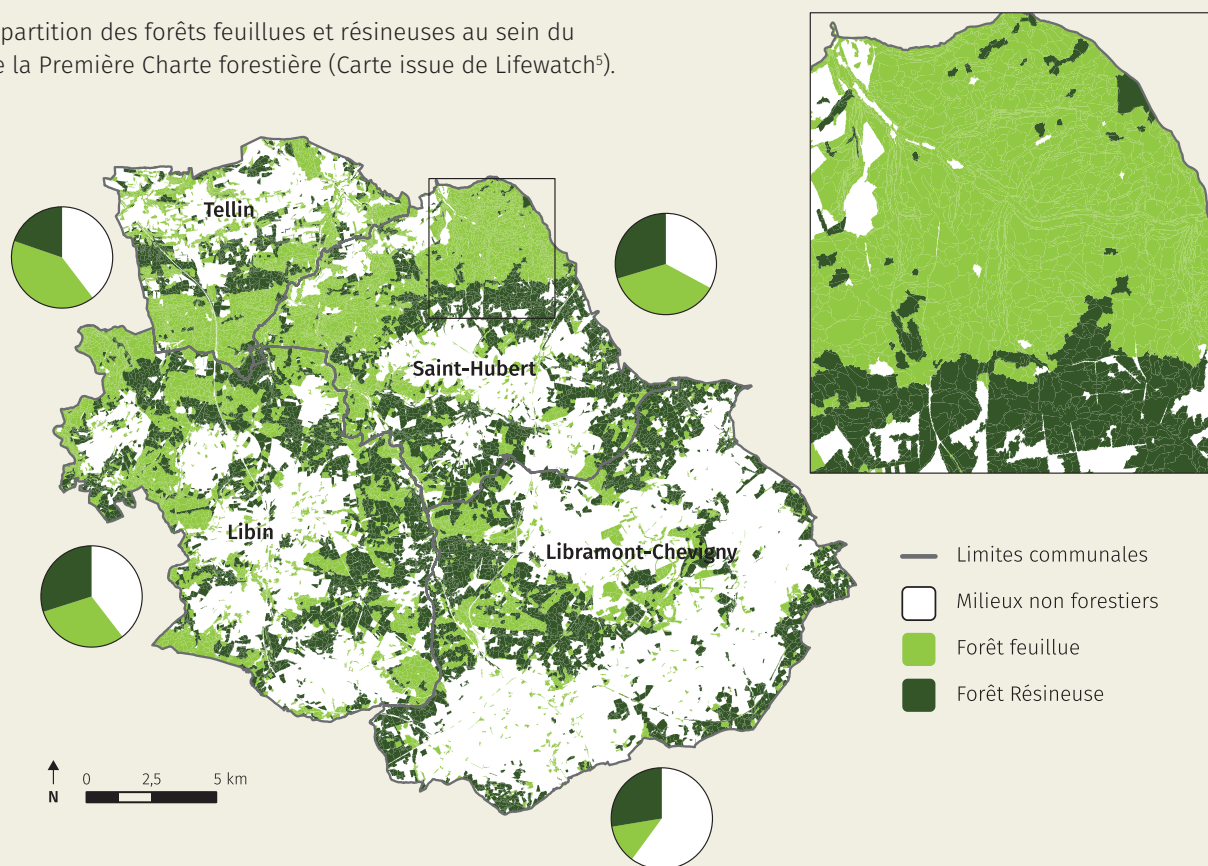 partition des forêts feuillues et résineuses au sein du
la Première Charte forestière (Carte issue de Lifewatch⁵).
Tellin
Saint-Hubert
Libin
Libramont-Chevigny
Limites communales
Milieux non forestiers
Forêt feuillue
Forêt Résineuse
0 2,5 5 km
N